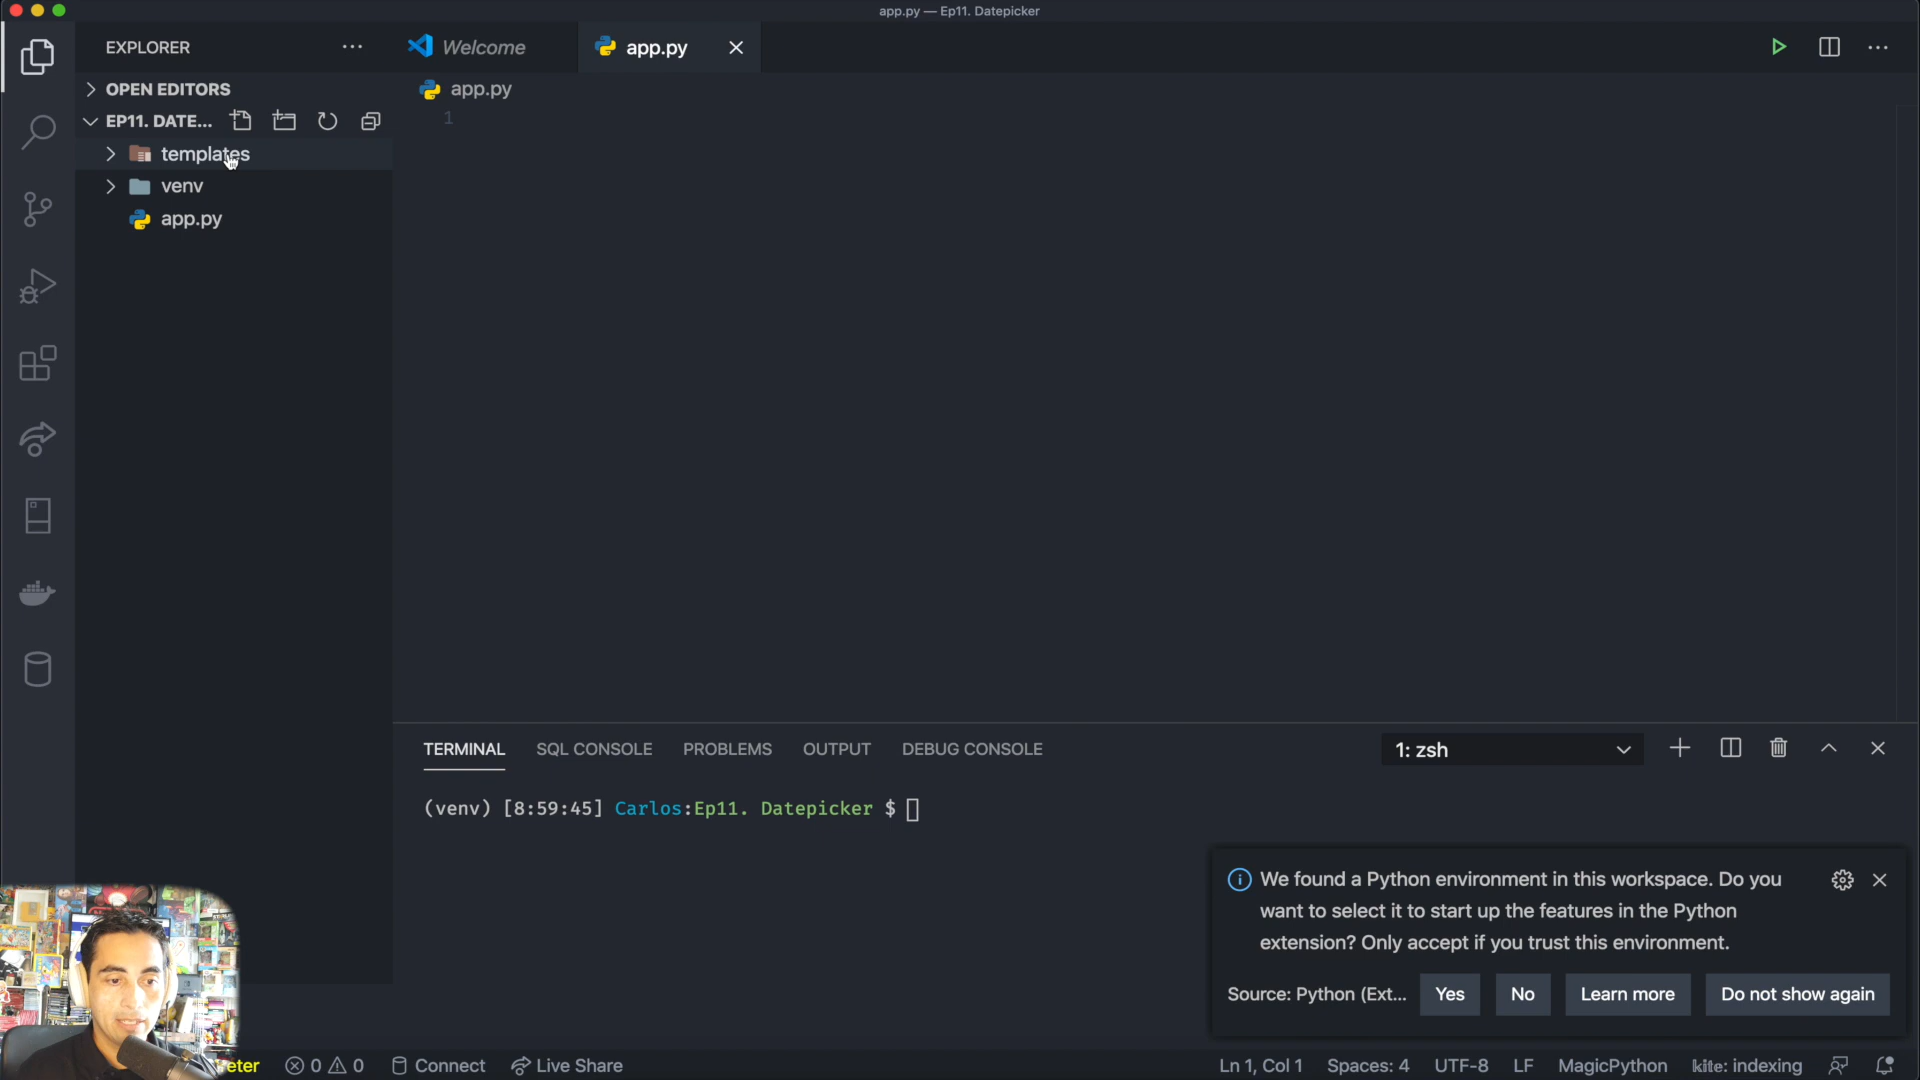 app.py — Ep11. Datepicker
EXPLORER
Welcome
app.py
OPEN EDITORS
app.py
EP11. DATE...
1
templates
venv
app.py
TERMINAL
SQL CONSOLE
PROBLEMS
OUTPUT
DEBUG CONSOLE
1: zsh
(venv) [8:59:45] Carlos:Ep11. Datepicker $
We found a Python environment in this workspace. Do you
want to select it to start up the features in the Python
extension? Only accept if you trust this environment.
Source: Python (Ext...
Yes
No
Learn more
Do not show again
eter
0
0
Connect
Live Share
Ln 1, Col 1
Spaces: 4
UTF-8
LF
MagicPython
kite: indexing